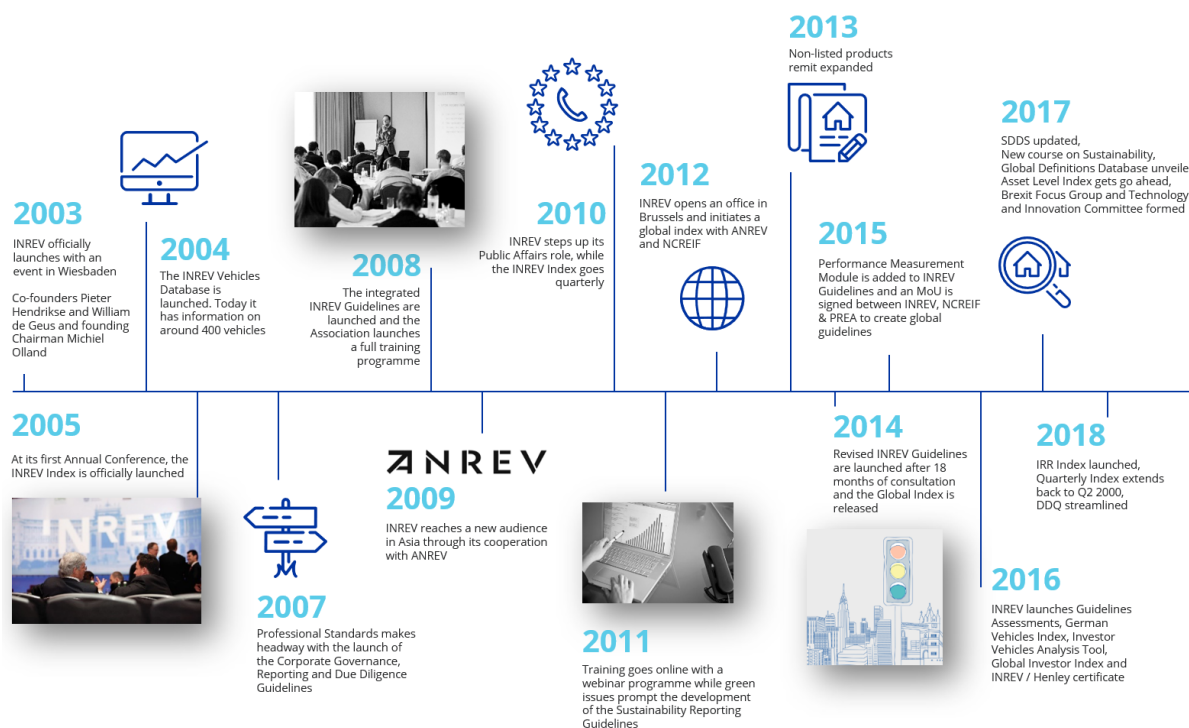 2003
INREV officially
launches with an
event in Wiesbaden
Co-founders Pieter
Hendrikse and William
de Geus and founding
Chairman Michiel
Olland
2004
The INREV Vehicles
Database is
launched. Today it
has information on
around 400 vehicles
2008
The integrated
INREV Guidelines are
launched and the
Association launches
a full training
programme
2010
INREV steps up its
Public Affairs role, while
the INREV Index goes
quarterly
2012
INREV opens an office in
Brussels and initiates a
global index with ANREV
and NCREIF
2013
Non-listed products
remit expanded
2015
Performance Measurement
Module is added to INREV
Guidelines and an MoU is
signed between INREV, NCREIF
& PREA to create global
guidelines
2017
SDDS updated,
New course on Sustainability,
Global Definitions Database unveile
Asset Level Index gets go ahead,
Brexit Focus Group and Technology
and Innovation Committee formed
2005
At its first Annual Conference, the
INREV Index is officially launched
INREV
2007
Professional Standards makes
headway with the launch of
the Corporate Governance,
Reporting and Due Diligence
Guidelines
ANREV
2009
INREV reaches a new audience
in Asia through its cooperation
with ANREV
2011
Training goes online with a
webinar programme while green
issues prompt the development
of the Sustainability Reporting
Guidelines
2014
Revised INREV Guidelines
are launched after 18
months of consultation
and the Global Index is
released
2016
INREV launches Guidelines
Assessments, German
Vehicles Index, Investor
Vehicles Analysis Tool,
Global Investor Index and
INREV / Henley certificate
2018
IRR Index launched,
Quarterly Index extends
back to Q2 2000,
DDQ streamlined